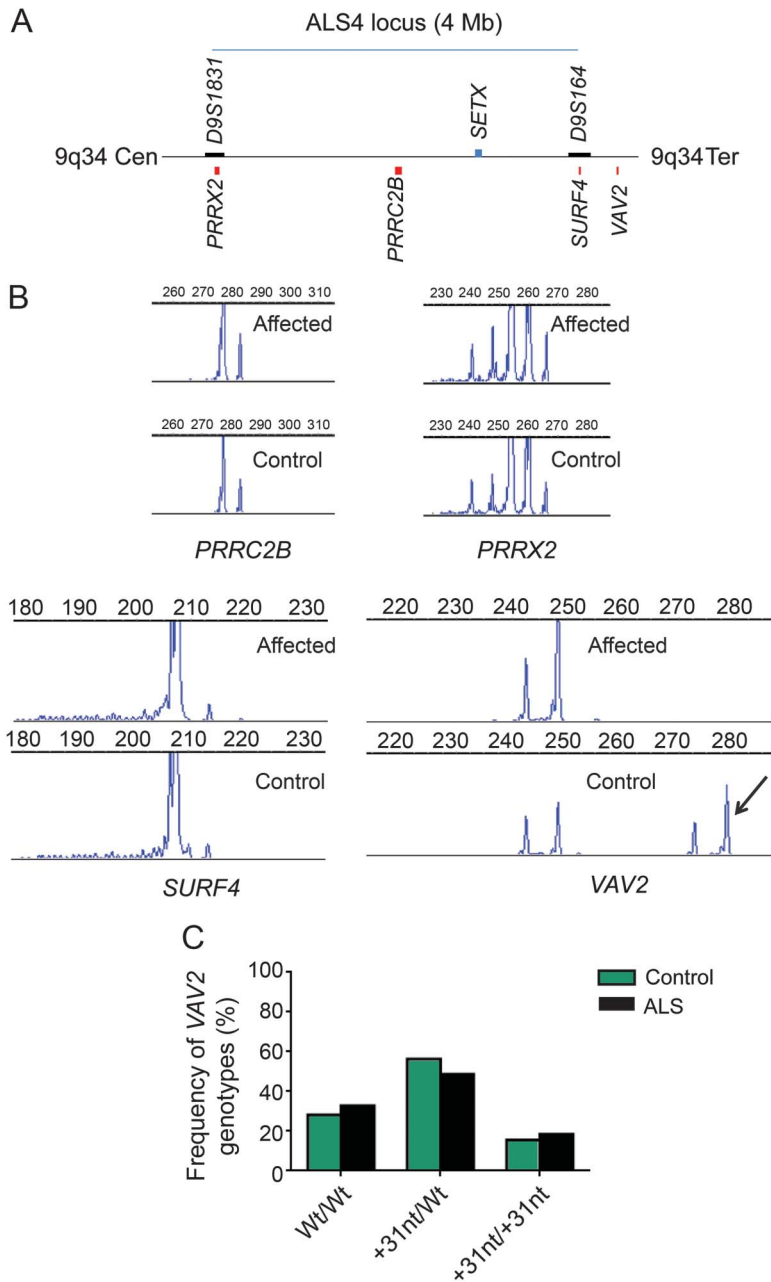 A
ALS4 locus (4 Mb)
D9S1831
SETX
D9S164
9q34 Cen
9q34Ter
PRRX2
PRRC2B
SURF4
VAV2
B
260 270 280 290 300 310
Affected
230 240 250 260 270 280
Affected
260 270 280 290 300 310
Control
230 240 250 260 270 280
Control
PRRC2B
PRRX2
180 190 200 210 220 230
Affected
220 230 240 250 260 270 280
Affected
180 190 200 210 220 230
Control
220 230 240 250 260 270 280
Control
SURF4
VAV2
C
Frequency of VAV2
genotypes (%)
100
80
60
40
20
0
Control
ALS
Wt/Wt
+31nt/Wt
+31nt/+31nt